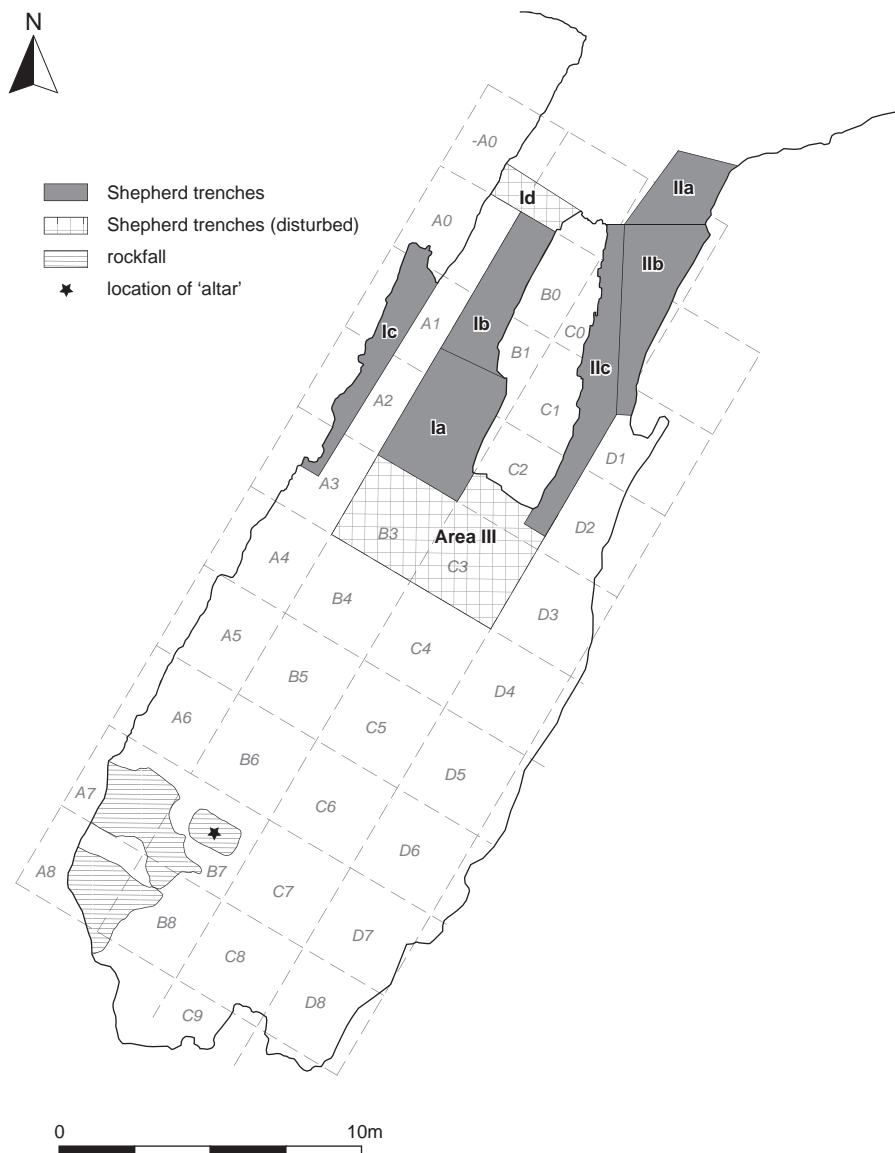 N
-A0
Id
IIa
Shepherd trenches
Shepherd trenches (disturbed)
rockfall
location of ‘altar’
A0
IIb
B0
Ic
A1
Ib
C0
B1
IIc
A2
C1
Ia
C2
D1
A3
B3
Area III
D2
C3
A4
B4
D3
A5
C4
B5
D4
A6
C5
B6
D5
A7
C6
D6
A8
B7
C7
B8
D7
C8
D8
C9
0
10m